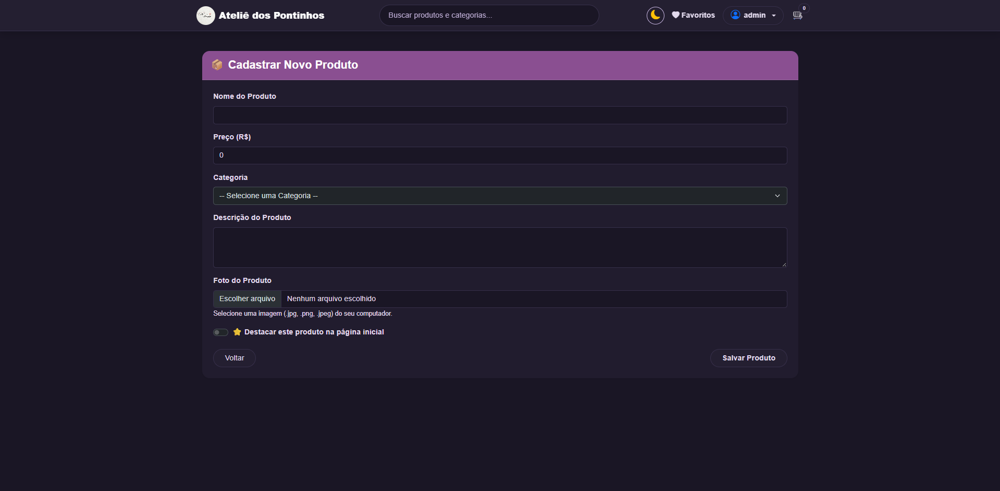 Ateliê dos Pontinhos
Buscar produtos e categorias...
Favoritos
admin
0
Cadastrar Novo Produto
Nome do Produto
Preço (R$)
0
Categoria
-- Selecione uma Categoria --
Descrição do Produto
Foto do Produto
Escolher arquivo Nenhum arquivo escolhido
Selecione uma imagem (.jpg, .png, .jpeg) do seu computador.
Destacar este produto na página inicial
Voltar
Salvar Produto